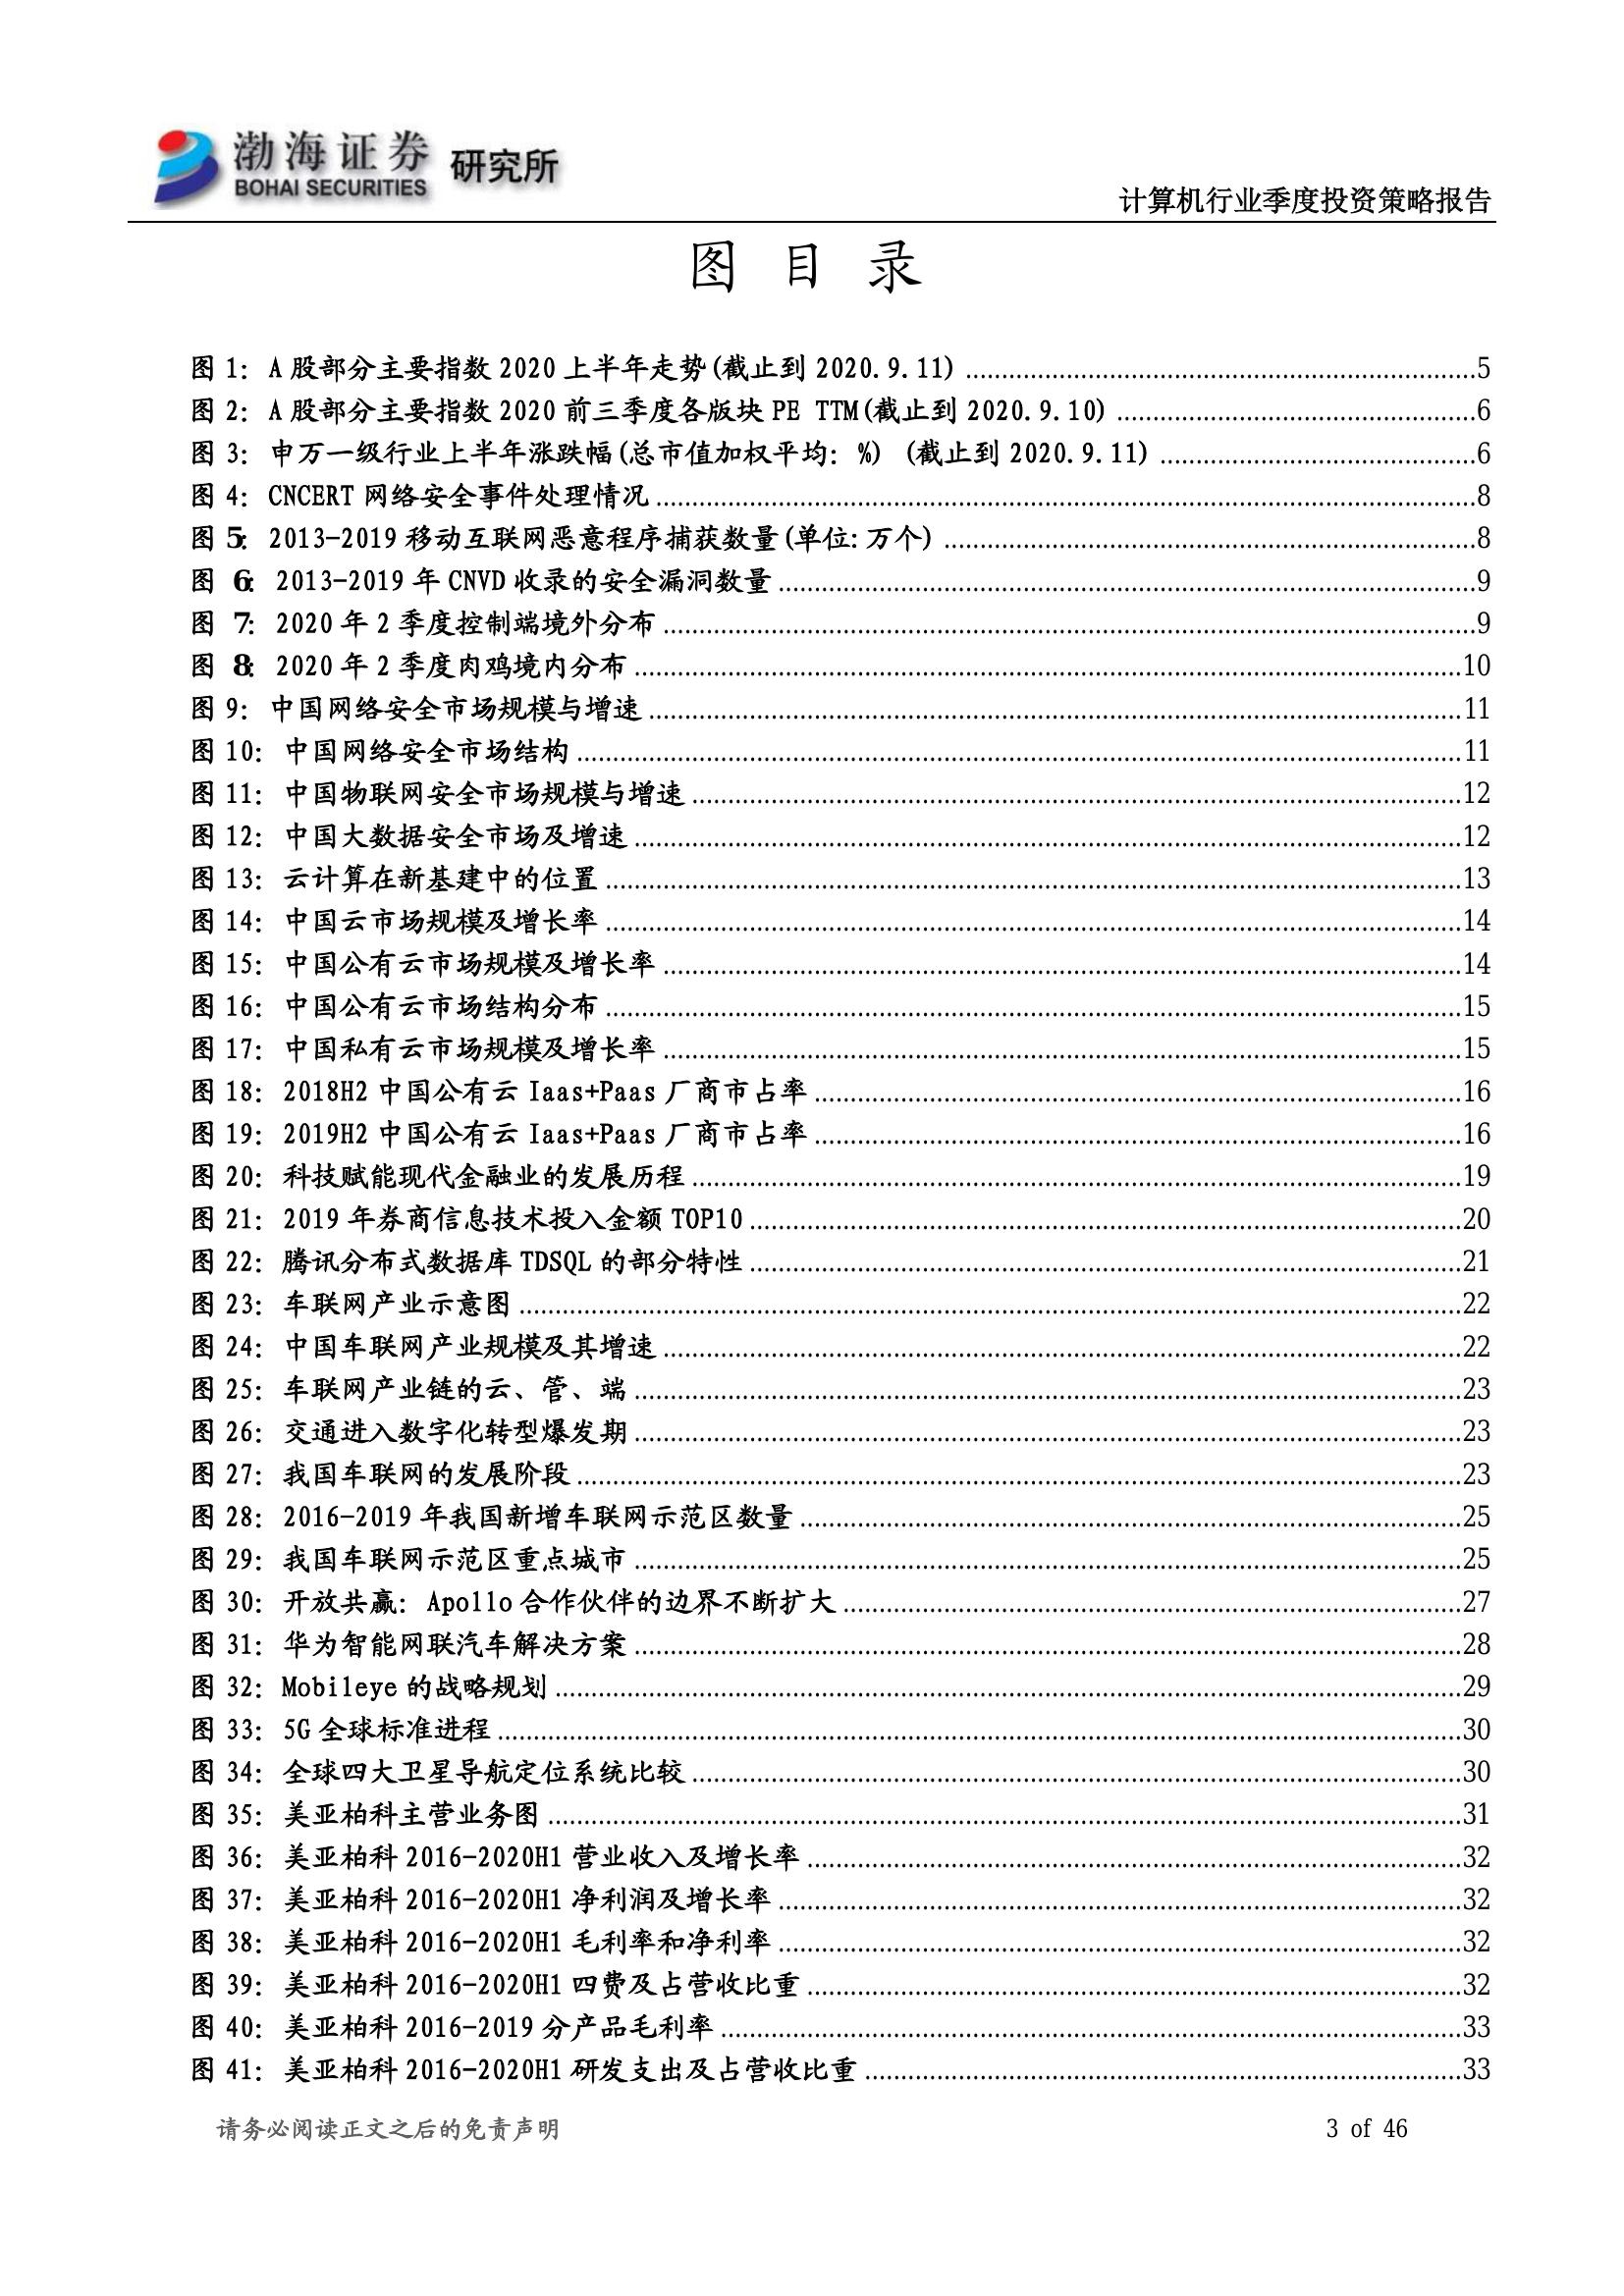 渤海证券 研究所
BOHAI SECURITIES
计算机行业季度投资策略报告
图 目 录
图 1：A 股部分主要指数 2020 上半年走势(截止到 2020.9.11) ........ 5
图 2：A 股部分主要指数 2020 前三季度各版块 PE TTM(截止到 2020.9.10) ........ 6
图 3：申万一级行业上半年涨跌幅(总市值加权平均：%) (截止到 2020.9.11) ........ 6
图 4：CNCERT 网络安全事件处理情况 ........ 8
图 5：2013-2019 移动互联网恶意程序捕获数量(单位:万个) ........ 8
图 6：2013-2019 年 CNVD 收录的安全漏洞数量 ........ 9
图 7：2020 年 2 季度控制端境外分布 ........ 9
图 8：2020 年 2 季度肉鸡境内分布 ........ 10
图 9：中国网络安全市场规模与增速 ........ 11
图 10：中国网络安全市场结构 ........ 11
图 11：中国物联网安全市场规模与增速 ........ 12
图 12：中国大数据安全市场及增速 ........ 12
图 13：云计算在新基建中的位置 ........ 13
图 14：中国云市场规模及增长率 ........ 14
图 15：中国公有云市场规模及增长率 ........ 14
图 16：中国公有云市场结构分布 ........ 15
图 17：中国私有云市场规模及增长率 ........ 15
图 18：2018H2 中国公有云 Iaas+Paas 厂商市占率 ........ 16
图 19：2019H2 中国公有云 Iaas+Paas 厂商市占率 ........ 16
图 20：科技赋能现代金融业的发展历程 ........ 19
图 21：2019 年券商信息技术投入金额 TOP10 ........ 20
图 22：腾讯分布式数据库 TDSQL 的部分特性 ........ 21
图 23：车联网产业示意图 ........ 22
图 24：中国车联网产业规模及其增速 ........ 22
图 25：车联网产业链的云、管、端 ........ 23
图 26：交通进入数字化转型爆发期 ........ 23
图 27：我国车联网的发展阶段 ........ 23
图 28：2016-2019 年我国新增车联网示范区数量 ........ 25
图 29：我国车联网示范区重点城市 ........ 25
图 30：开放共赢：Apollo 合作伙伴的边界不断扩大 ........ 27
图 31：华为智能网联汽车解决方案 ........ 28
图 32：Mobileye 的战略规划 ........ 29
图 33：5G 全球标准进程 ........ 30
图 34：全球四大卫星导航定位系统比较 ........ 30
图 35：美亚柏科主营业务图 ........ 31
图 36：美亚柏科 2016-2020H1 营业收入及增长率 ........ 32
图 37：美亚柏科 2016-2020H1 净利润及增长率 ........ 32
图 38：美亚柏科 2016-2020H1 毛利率和净利率 ........ 32
图 39：美亚柏科 2016-2020H1 四费及占营收比重 ........ 32
图 40：美亚柏科 2016-2019 分产品毛利率 ........ 33
图 41：美亚柏科 2016-2020H1 研发支出及占营收比重 ........ 33
请务必阅读正文之后的免责声明 3 of 46